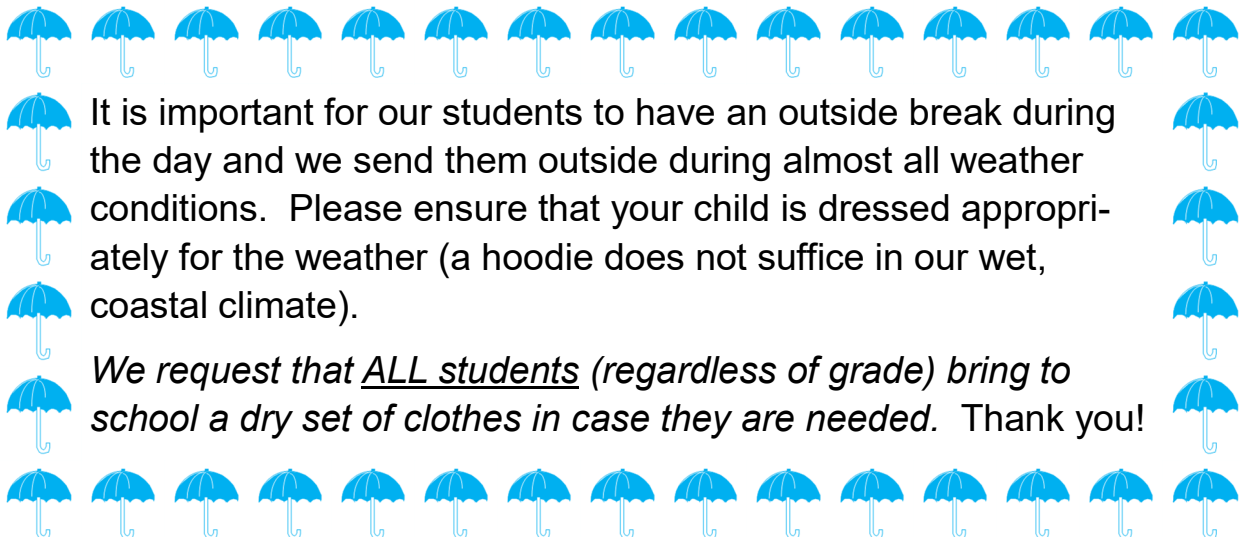 It is important for our students to have an outside break during
the day and we send them outside during almost all weather
conditions.  Please ensure that your child is dressed appropri-
ately for the weather (a hoodie does not suffice in our wet,
coastal climate).
We request that ALL students (regardless of grade) bring to
school a dry set of clothes in case they are needed.  Thank you!